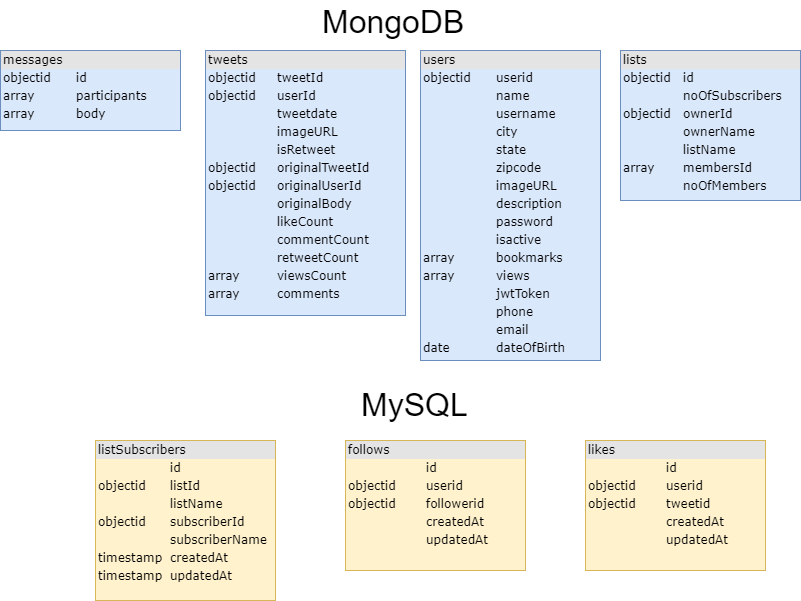 MongoDB
messages
objectid id
array participants
array body
tweets
objectid tweetId
objectid userId
tweetdate
imageURL
isRetweet
objectid originalTweetId
objectid originalUserId
originalBody
likeCount
commentCount
retweetCount
array viewsCount
array comments
users
objectid userid
name
username
city
state
zipcode
imageURL
description
password
isactive
array bookmarks
array views
jwtToken
phone
email
date dateOfBirth
lists
objectid id
noOfSubscribers
objectid ownerId
ownerName
listName
array membersId
noOfMembers
MySQL
listSubscribers
id
objectid listId
listName
objectid subscriberId
subscriberName
timestamp createdAt
timestamp updatedAt
follows
id
objectid userid
objectid followerid
createdAt
updatedAt
likes
id
objectid userid
objectid tweetid
createdAt
updatedAt